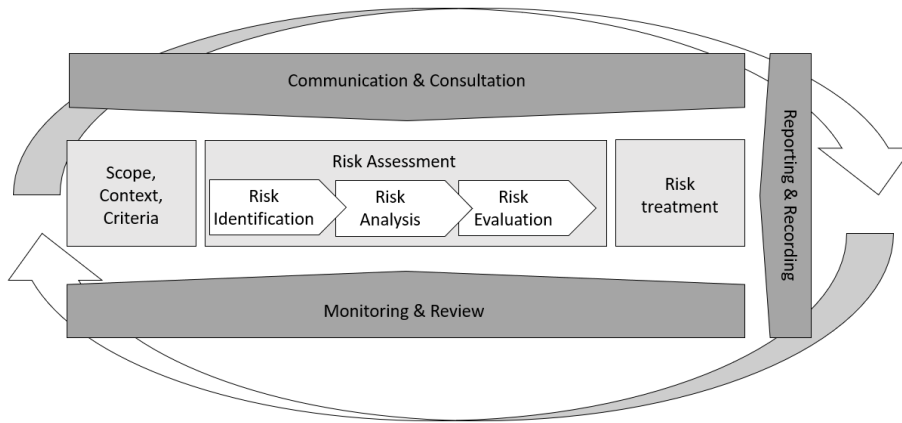 Communication & Consultation
Scope,
Context,
Criteria
Risk Assessment
Risk
Identification
Risk
Analysis
Risk
Evaluation
Risk
treatment
Reporting & Recording
Monitoring & Review